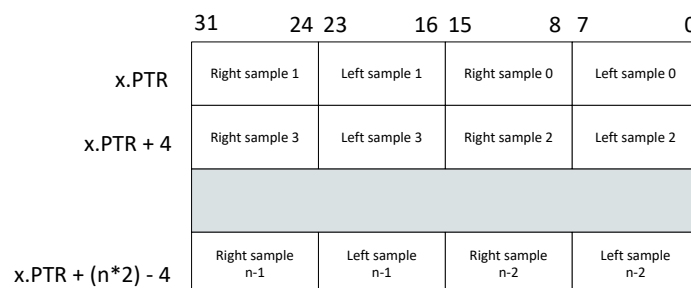 31 24 23 16 15 8 7 0
x.PTR Right sample 1 Left sample 1 Right sample 0 Left sample 0
x.PTR + 4 Right sample 3 Left sample 3 Right sample 2 Left sample 2
Right sample Left sample Right sample Left sample
x.PTR + (n*2) - 4 n-1 n-1 n-2 n-2